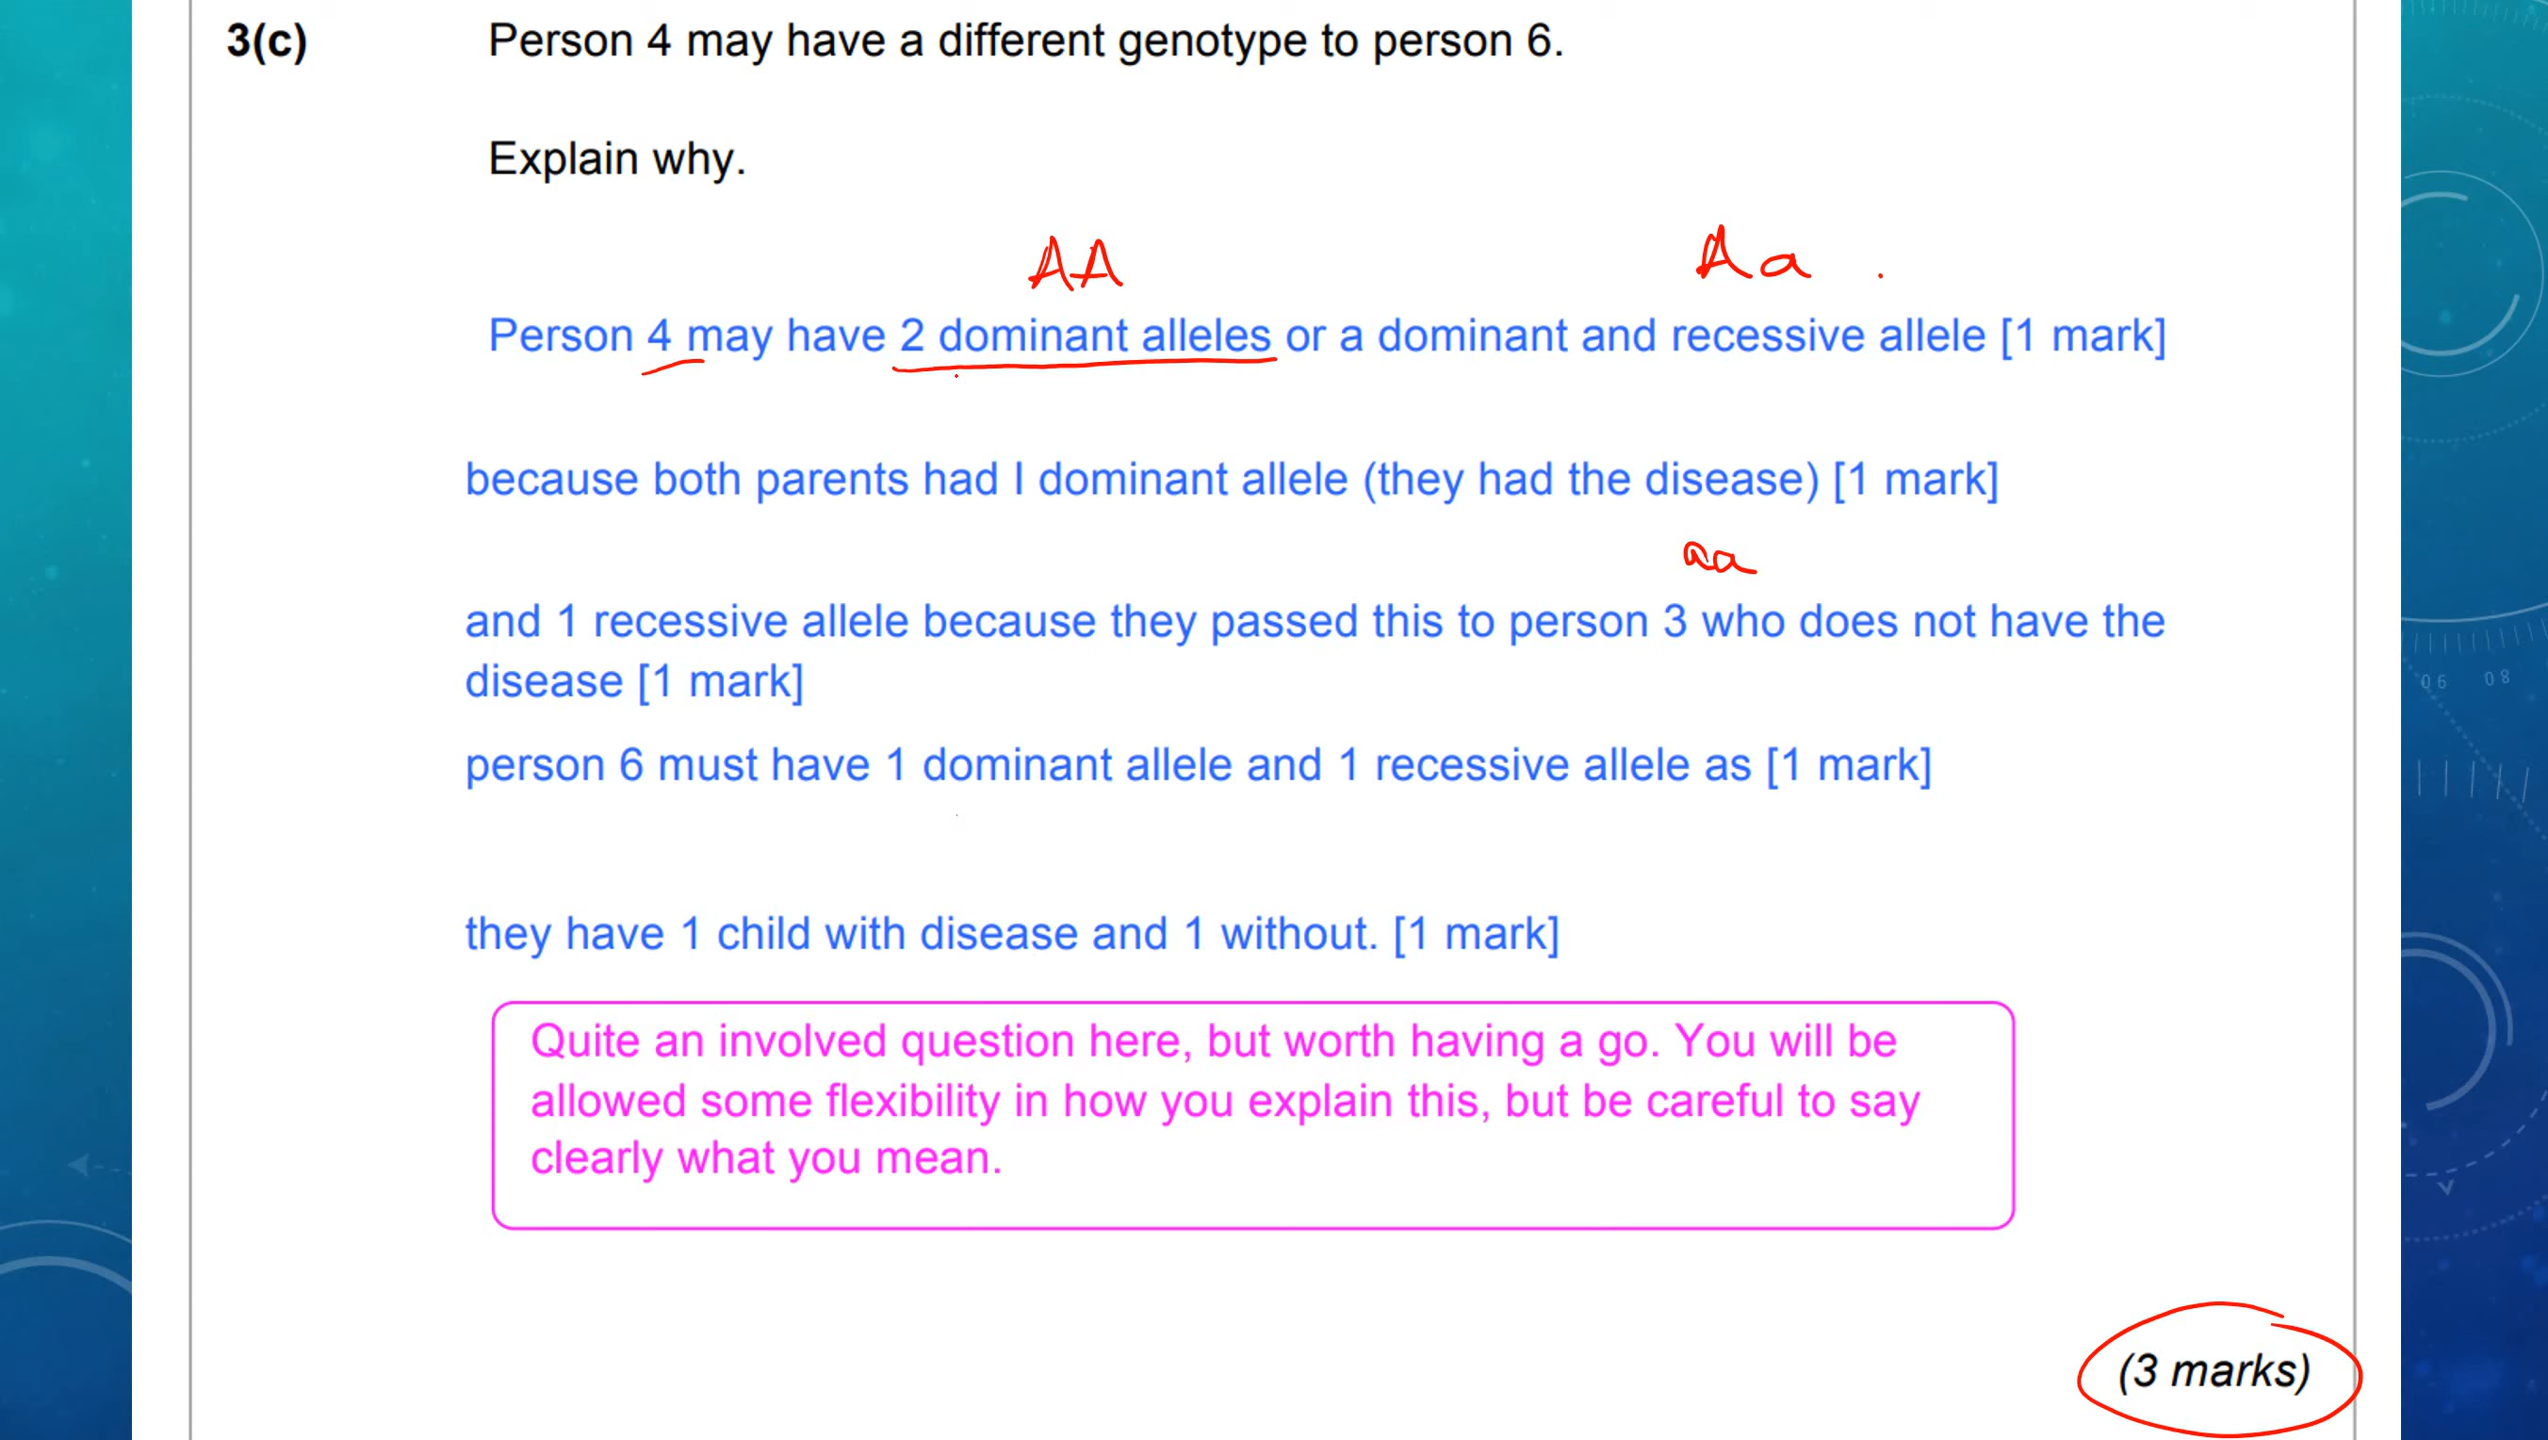 3(c) Person 4 may have a different genotype to person 6.
Explain why.
AA Aa
Person 4 may have 2 dominant alleles or a dominant and recessive allele [1 mark]
because both parents had I dominant allele (they had the disease) [1 mark]
aa
and 1 recessive allele because they passed this to person 3 who does not have the
disease [1 mark]
06 08
person 6 must have 1 dominant allele and 1 recessive allele as [1 mark]
they have 1 child with disease and 1 without. [1 mark]
Quite an involved question here, but worth having a go. You will be
allowed some flexibility in how you explain this, but be careful to say
clearly what you mean.
(3 marks)